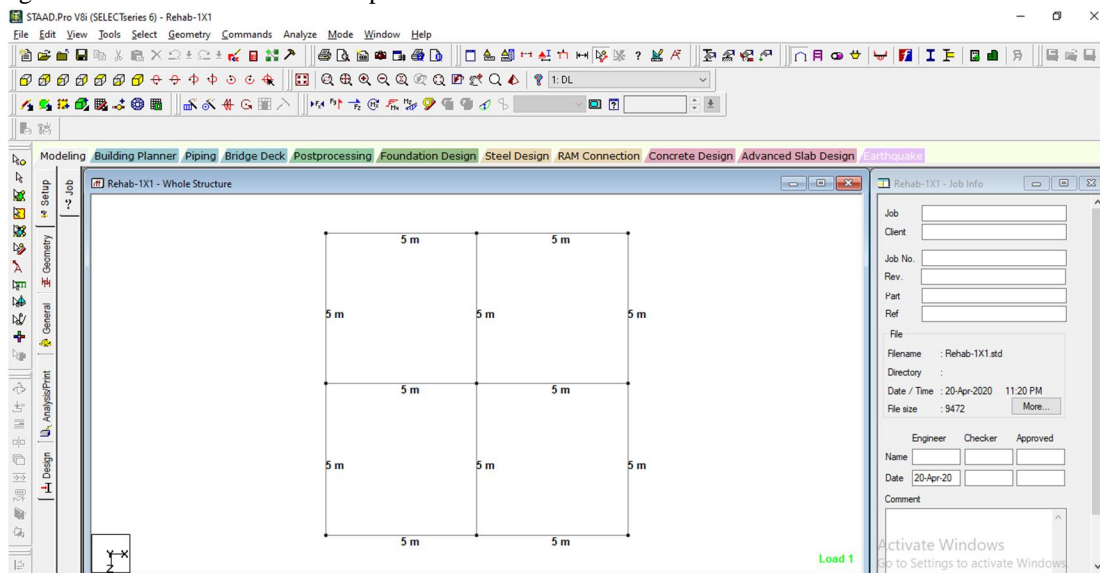 STAAD.Pro V8i (SELECTseries 6) - Rehab-1X1
File Edit View Tools Select Geometry Commands Analyze Mode Window Help
1: DL
Modeling Building Planner Piping Bridge Deck Postprocessing Foundation Design Steel Design RAM Connection Concrete Design Advanced Slab Design Earthquake
Setup
Geometry
General
Analysis/Print
Design
Job
Rehab-1X1 - Whole Structure
5 m 5 m
5 m 5 m 5 m
5 m 5 m
5 m 5 m 5 m
5 m 5 m
Y X
Z
Load 1
Rehab-1X1 - Job Info
Job
Client
Job No.
Rev.
Part
Ref
File
Filename : Rehab-1X1.std
Directory :
Date / Time : 20-Apr-2020 11:20 PM
File size : 9472 More...
Engineer Checker Approved
Name
Date 20-Apr-20
Comment
Activate Windows
Go to Settings to activate Windows.